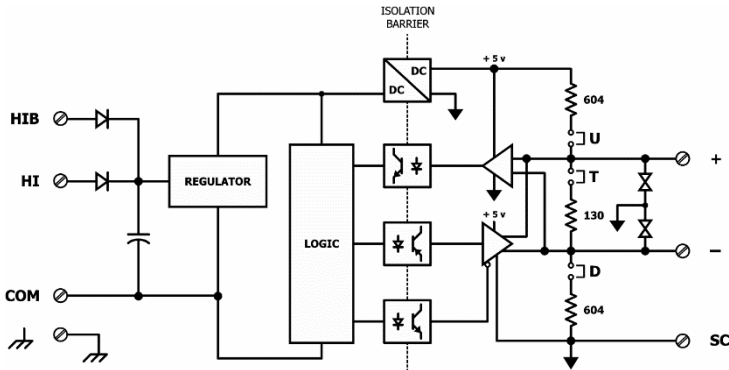 ISOLATION
BARRIER
+ 5 v
DC
DC
604
HIB
U
+
HI
REGULATOR
T
+ 5 v
130
LOGIC
−
D
COM
604
SC